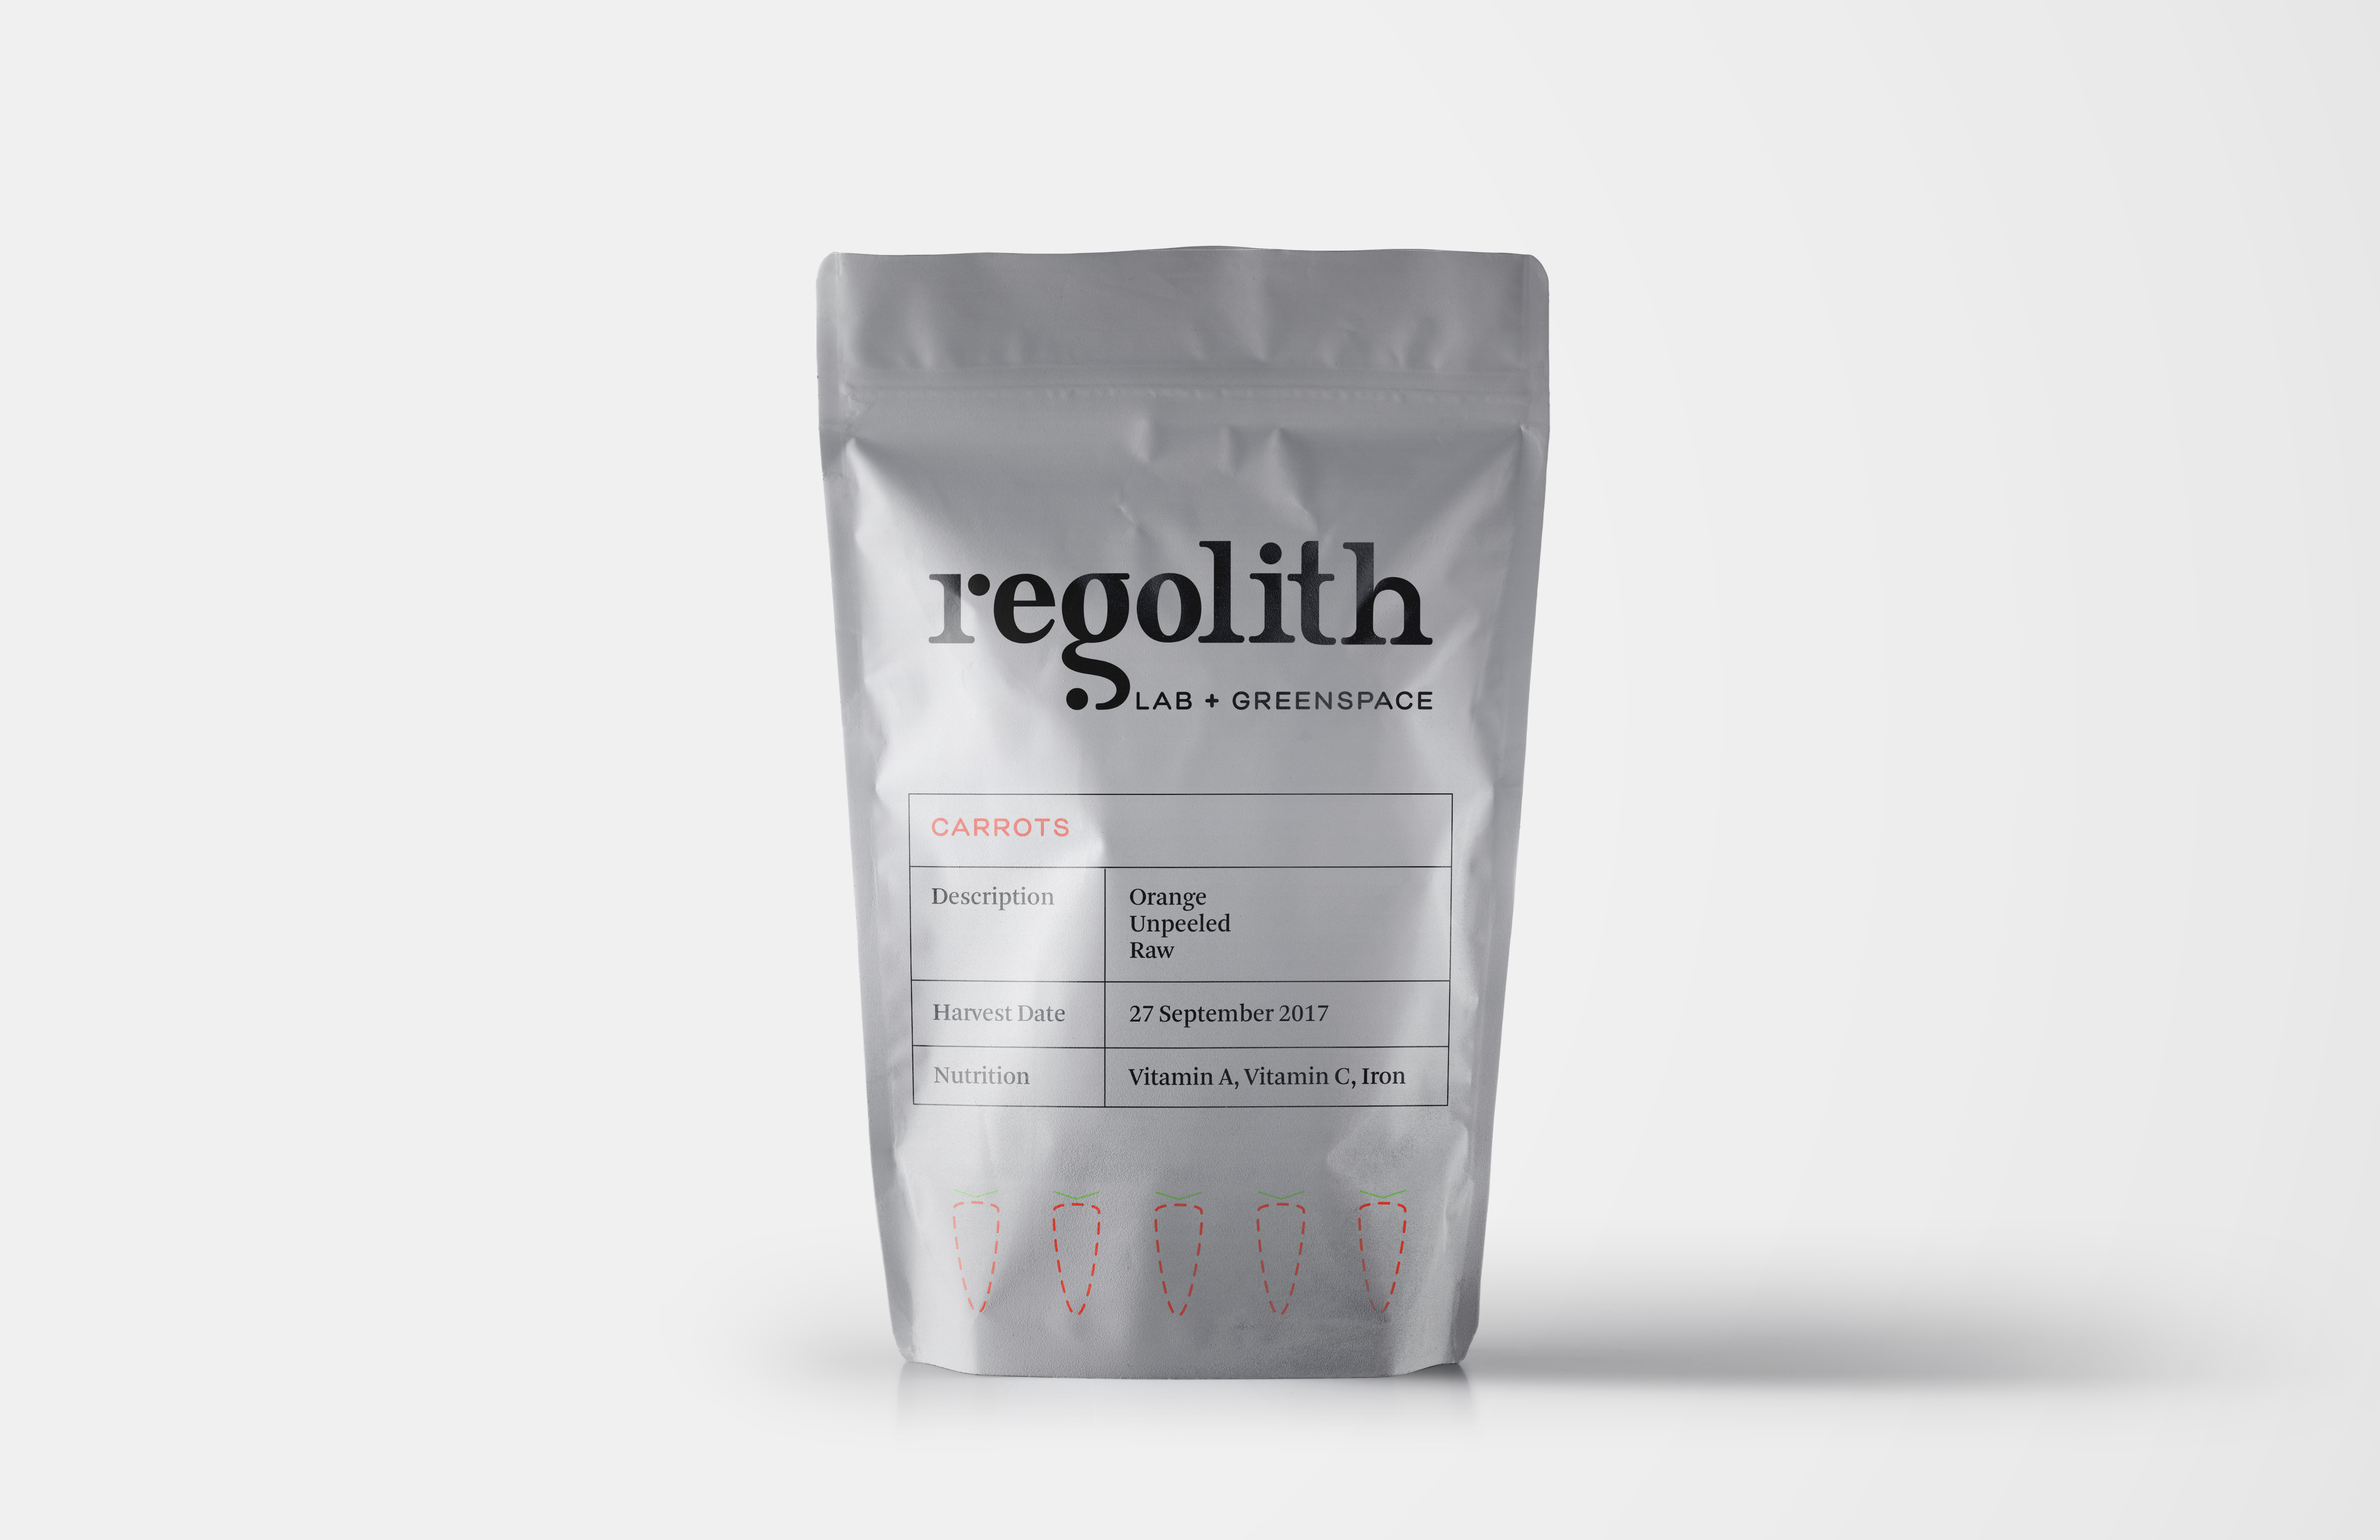 regolith
LAB + GREENSPACE
CARROTS
Description
Orange
Unpeeled
Raw
Harvest Date
27 September 2017
Nutrition
Vitamin A, Vitamin C, Iron